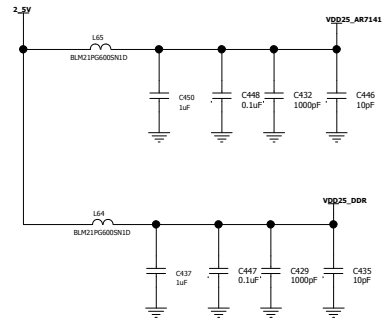 2_5V
VDD25_AR7141
L65
BLM21PG600SN1D
C450
1uF
C448
0.1uF
C432
1000pF
C446
10pF
VDD25_DDR
L64
BLM21PG600SN1D
C437
1uF
C447
0.1uF
C429
1000pF
C435
10pF